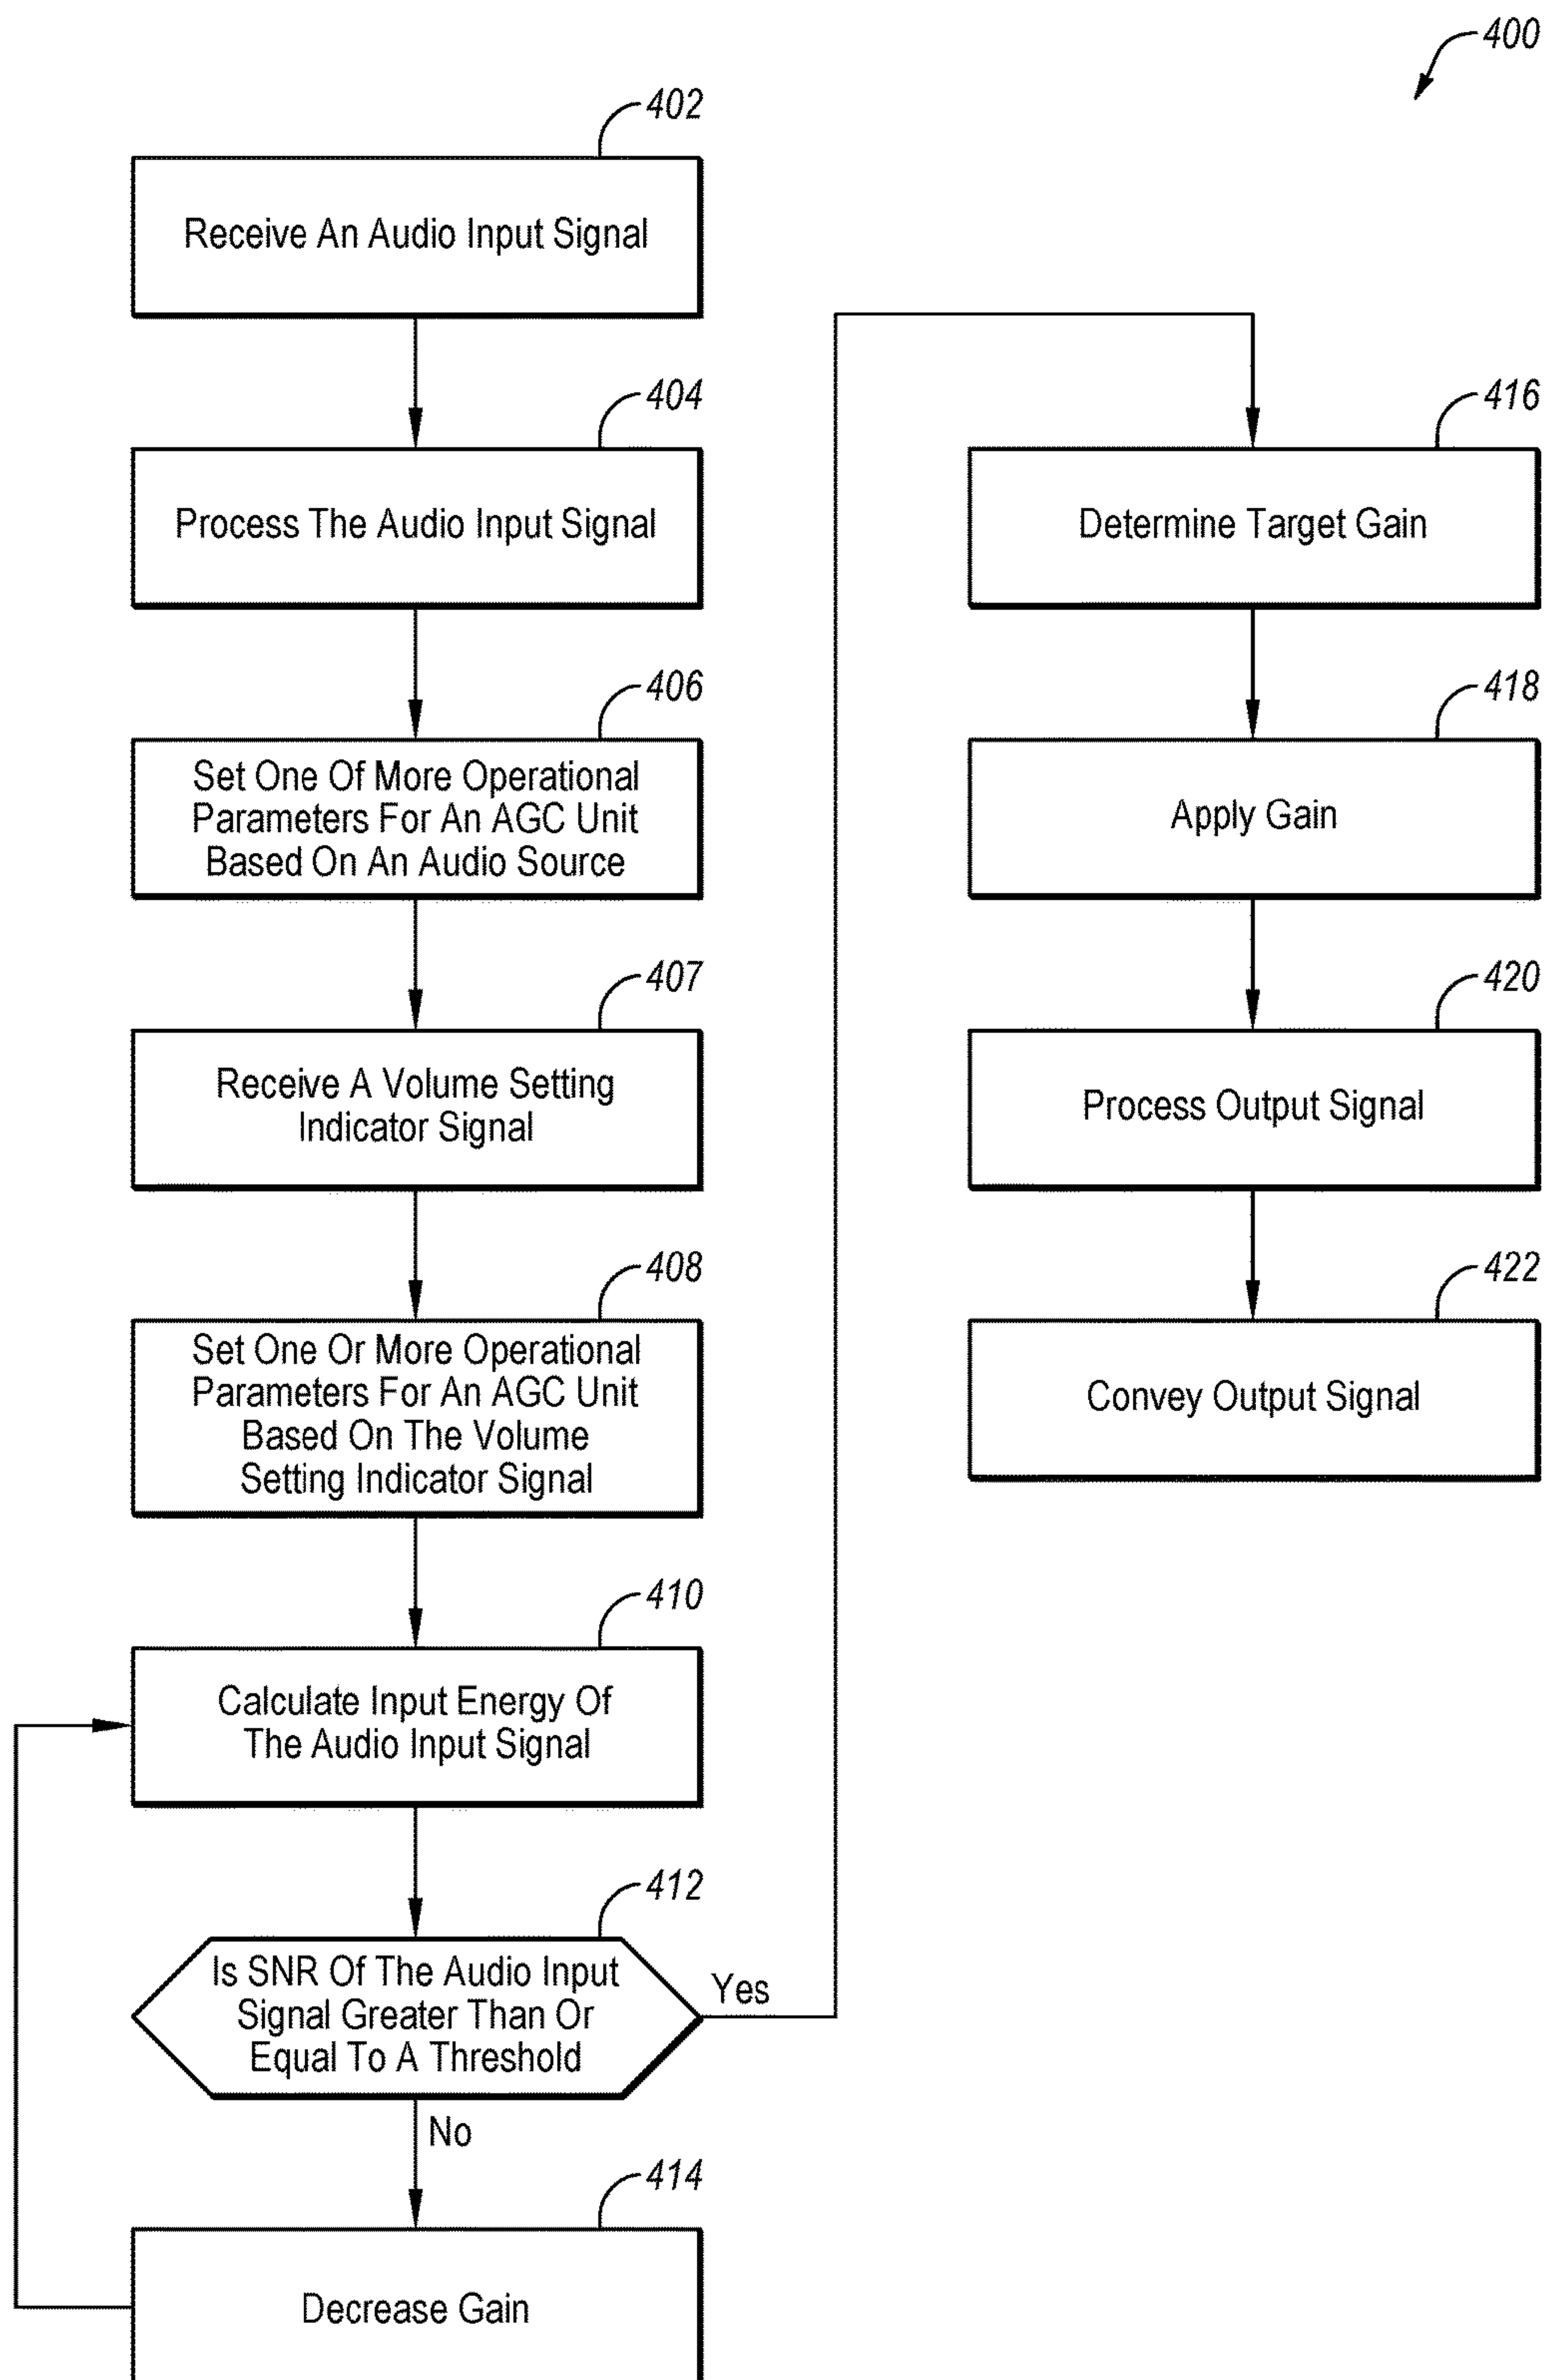 400
402
Receive An Audio Input Signal
404
Process The Audio Input Signal
406
Set One Of More Operational
Parameters For An AGC Unit
Based On An Audio Source
407
Receive A Volume Setting
Indicator Signal
408
Set One Or More Operational
Parameters For An AGC Unit
Based On The Volume
Setting Indicator Signal
410
Calculate Input Energy Of
The Audio Input Signal
412
Is SNR Of The Audio Input
Signal Greater Than Or
Equal To A Threshold
Yes
No
414
Decrease Gain
416
Determine Target Gain
418
Apply Gain
420
Process Output Signal
422
Convey Output Signal